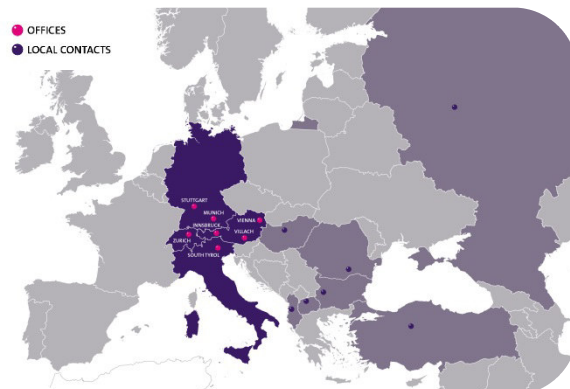 OFFICES
LOCAL CONTACTS
STUTTGART
MUNICH
VIENNA
INNSBRUCK
ZURICH
VILLACH
SOUTH TYROL